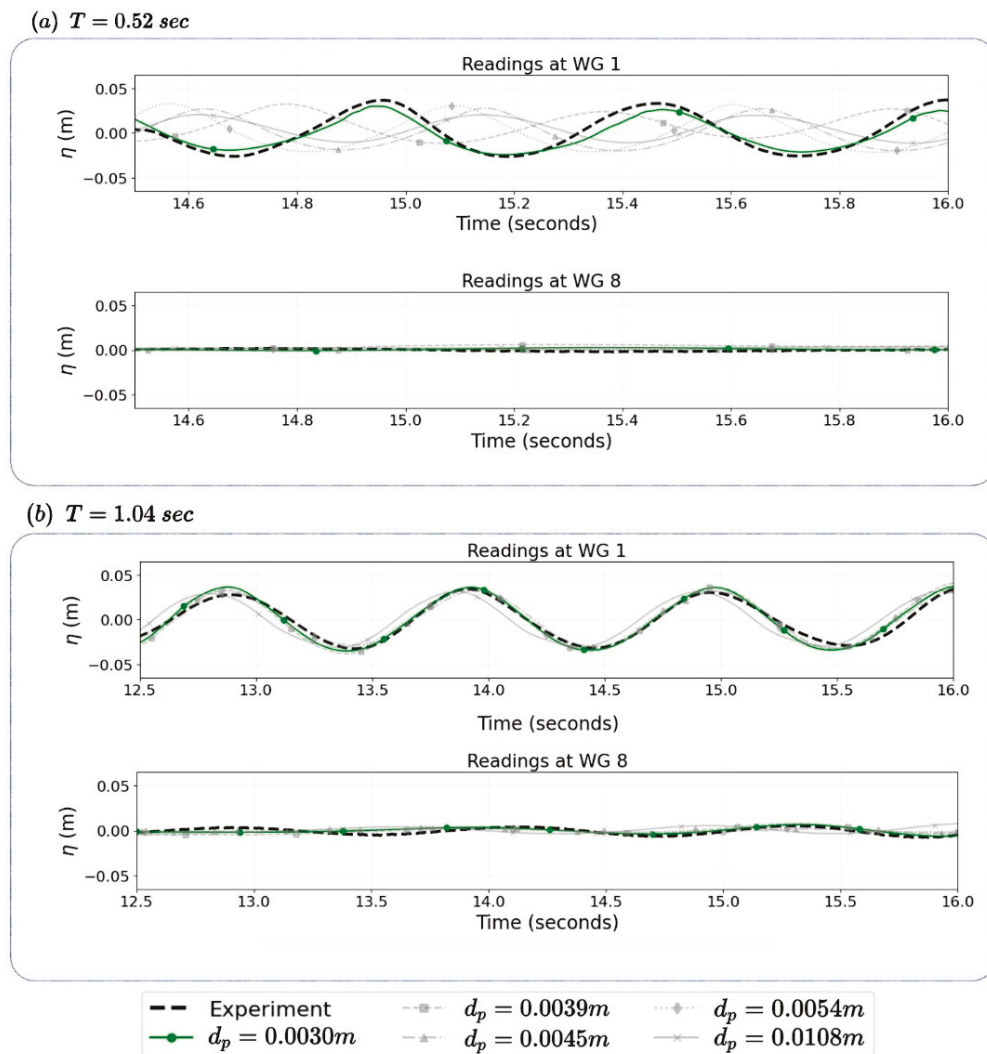 (a) T = 0.52 sec
Readings at WG 1
η (m)
0.05
0.00
−0.05
14.6 14.8 15.0 15.2 15.4 15.6 15.8 16.0
Time (seconds)
Readings at WG 8
η (m)
0.05
0.00
−0.05
14.6 14.8 15.0 15.2 15.4 15.6 15.8 16.0
Time (seconds)
(b) T = 1.04 sec
Readings at WG 1
η (m)
0.05
0.00
−0.05
12.5 13.0 13.5 14.0 14.5 15.0 15.5 16.0
Time (seconds)
Readings at WG 8
η (m)
0.05
0.00
−0.05
12.5 13.0 13.5 14.0 14.5 15.0 15.5 16.0
Time (seconds)
Experiment dp = 0.0039m dp = 0.0054m
dp = 0.0030m dp = 0.0045m dp = 0.0108m